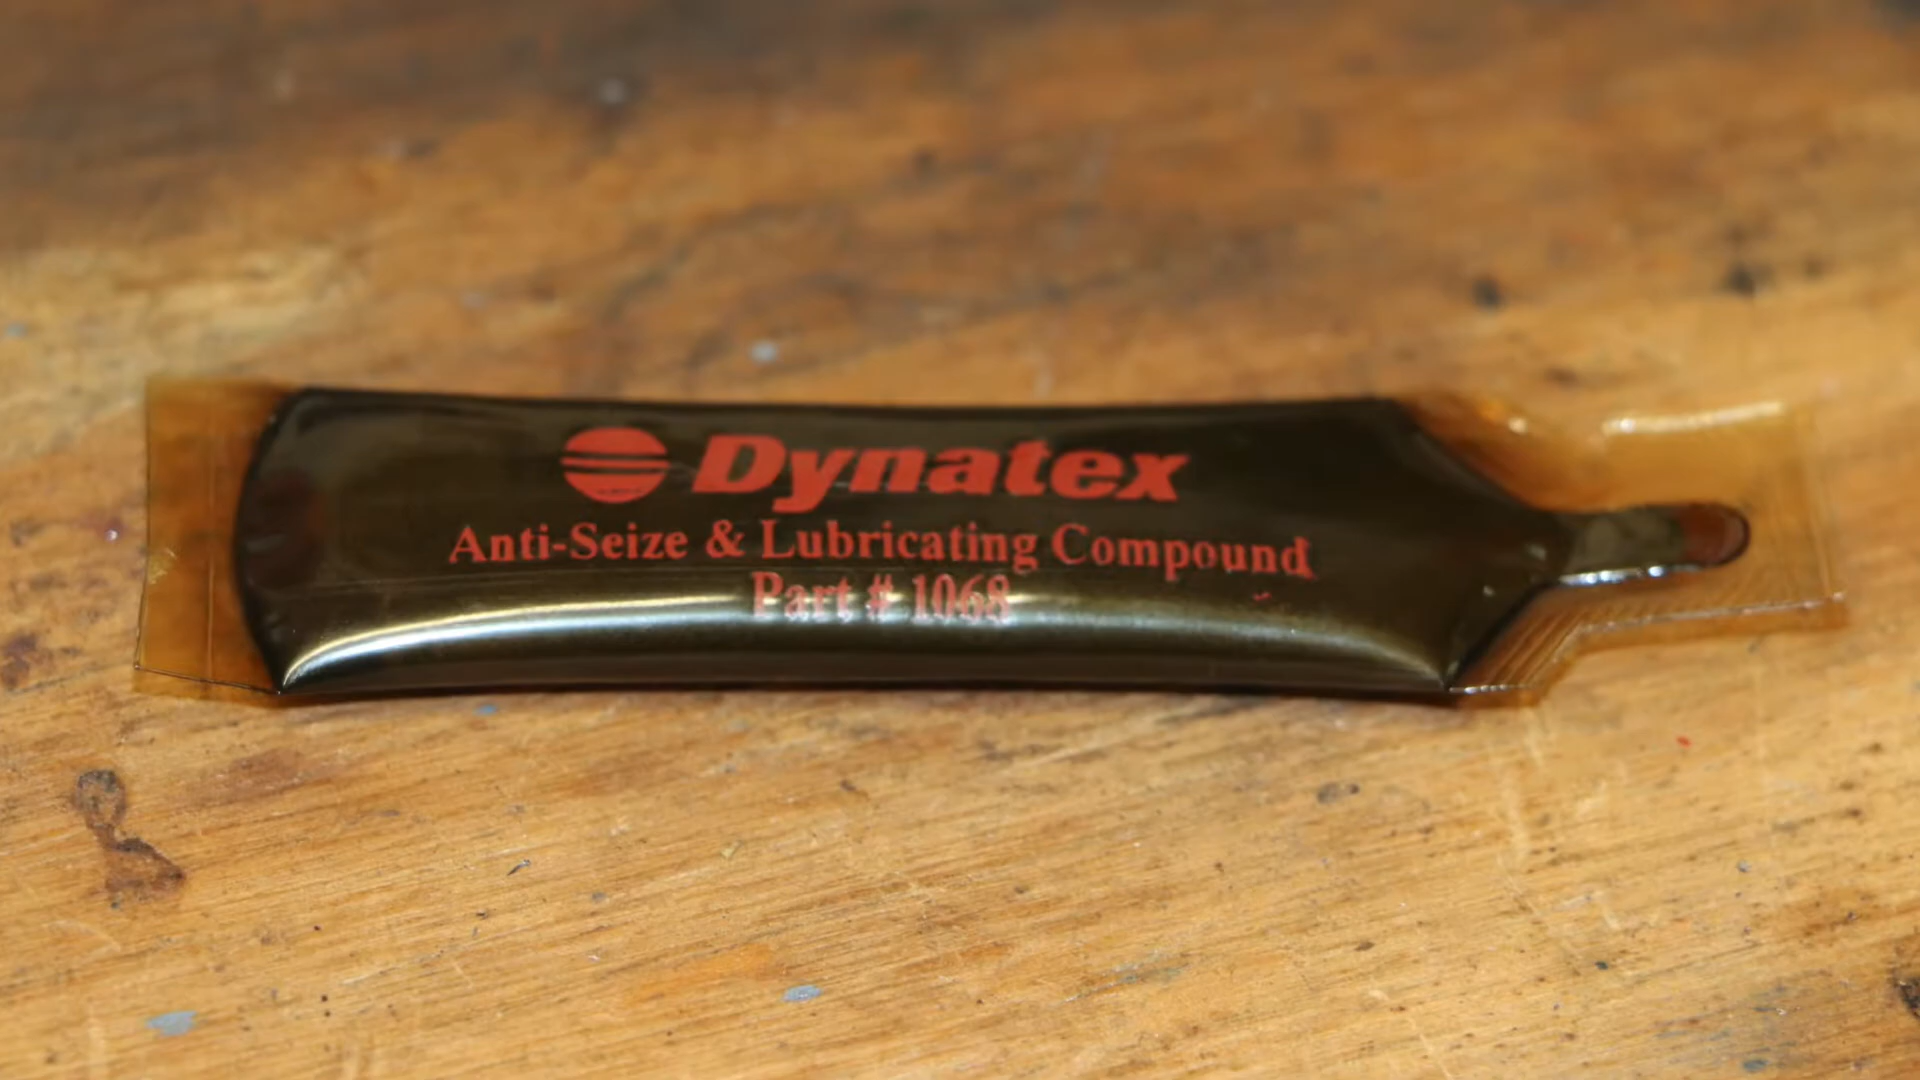 Dynatex
Anti-Seize & Lubricating Compound
Part # 1068